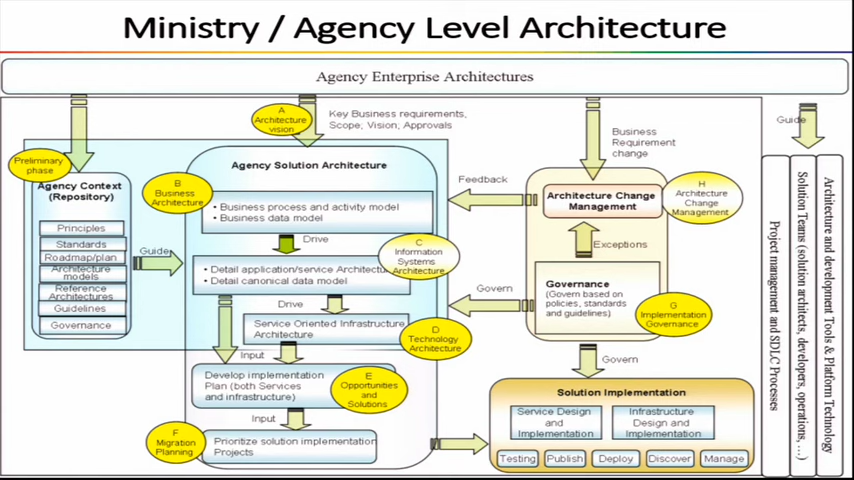 Ministry / Agency Level Architecture
Agency Enterprise Architectures
A
Architecture
vision
Key Business requirements,
Scope, Vision, Approvals
Business
Requirement
change
Guide
Preliminary
phase
Agency Context
(Repository)
Principles
Standards
Roadmap/plan
Architecture
models
Reference
Architectures
Guidelines
Governance
Guide
B
Business
Architecture
Agency Solution Architecture
• Business process and activity model
• Business data model
Drive
C
Information
Systems
Architecture
• Detail application/service Architectu
• Detail canonical data model
Drive
Service Oriented Infrastructure
Architecture
D
Technology
Architecture
Input
Develop implementation
Plan (both Services
and infrastructure)
E
Opportunities
and
Solutions
Input
F
Migration
Planning
Prioritize solution implementation
Projects
Feedback
Architecture Change
Management
H
Architecture
Change
Management
Exceptions
Govern
Governance
(Govern based on
policies, standards
and guidelines)
G
Implementation
Governance
Govern
Solution Implementation
Service Design
and
Implementation
Infrastructure
Design and
Implementation
Testing
Publish
Deploy
Discover
Manage
Project management and SDLC Processes
Solution Teams (solution architects, developers, operations, ...)
Architecture and development Tools & Platform Technology